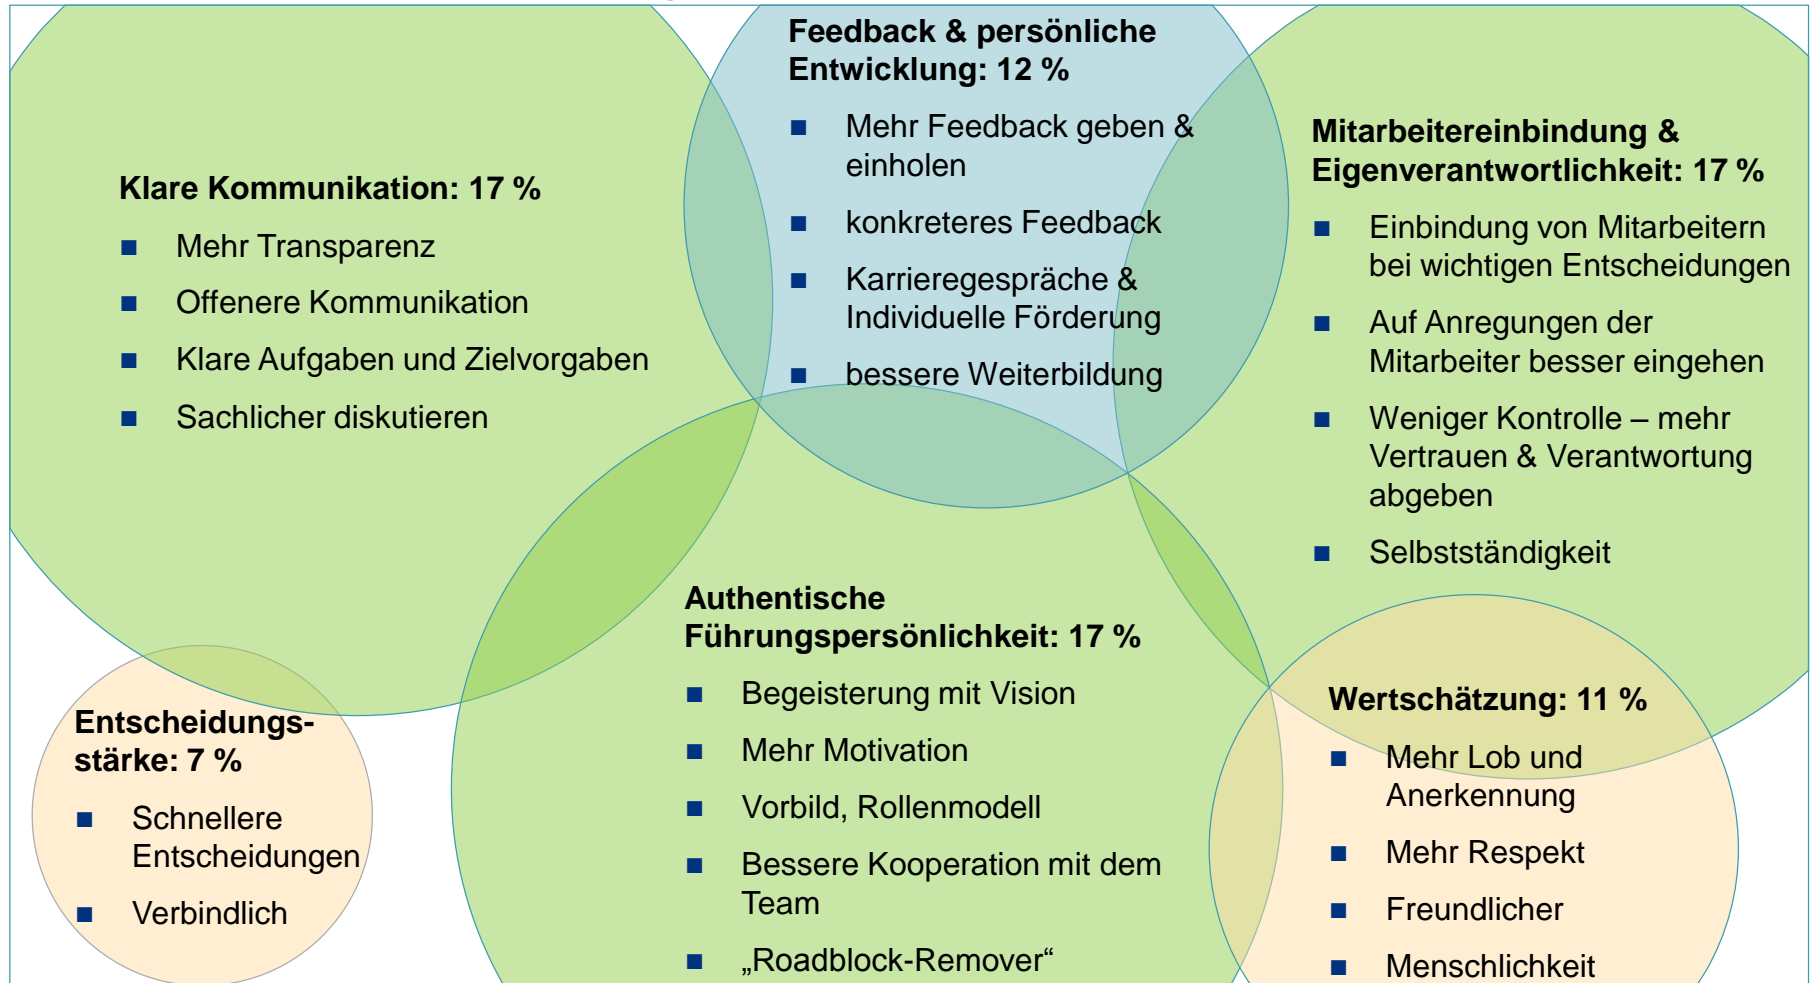 Feedback & persönliche
Entwicklung: 12 %
Mehr Feedback geben &
einholen
konkreteres Feedback
Karrieregespräche &
Individuelle Förderung
bessere Weiterbildung
Klare Kommunikation: 17 %
Mehr Transparenz
Offenere Kommunikation
Klare Aufgaben und Zielvorgaben
Sachlicher diskutieren
Mitarbeitereinbindung &
Eigenverantwortlichkeit: 17 %
Einbindung von Mitarbeitern
bei wichtigen Entscheidungen
Auf Anregungen der
Mitarbeiter besser eingehen
Weniger Kontrolle – mehr
Vertrauen & Verantwortung
abgeben
Selbstständigkeit
Authentische
Führungspersönlichkeit: 17 %
Begeisterung mit Vision
Mehr Motivation
Vorbild, Rollenmodell
Bessere Kooperation mit dem
Team
„Roadblock-Remover“
Entscheidungs-
stärke: 7 %
Schnellere
Entscheidungen
Verbindlich
Wertschätzung: 11 %
Mehr Lob und
Anerkennung
Mehr Respekt
Freundlicher
Menschlichkeit